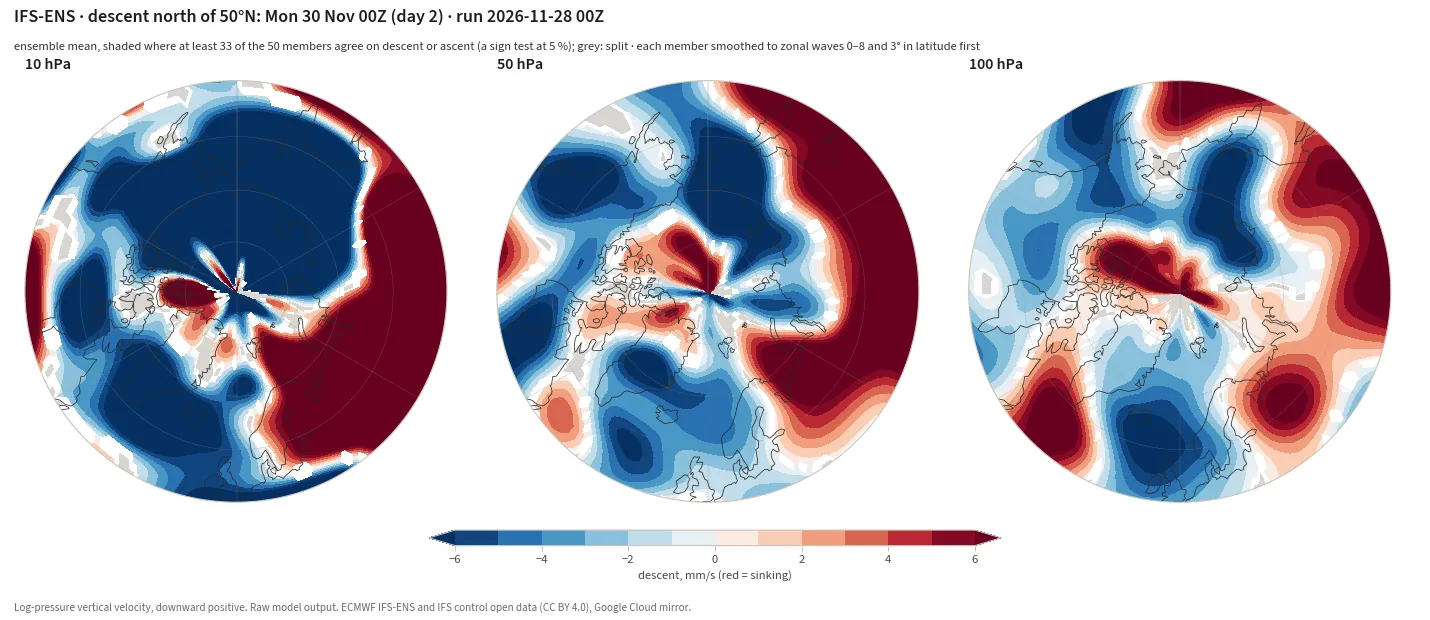 IFS-ENS · descent north of 50°N: Mon 30 Nov 00Z (day 2) · run 2026-11-28 00Z
ensemble mean, shaded where at least 33 of the 50 members agree on descent or ascent (a sign test at 5 %); grey: split · each member smoothed to zonal waves 0–8 and 3° in latitude first
10 hPa
50 hPa
100 hPa
−6 −4 −2 0 2 4 6
descent, mm/s (red = sinking)
Log-pressure vertical velocity, downward positive. Raw model output. ECMWF IFS-ENS and IFS control open data (CC BY 4.0), Google Cloud mirror.